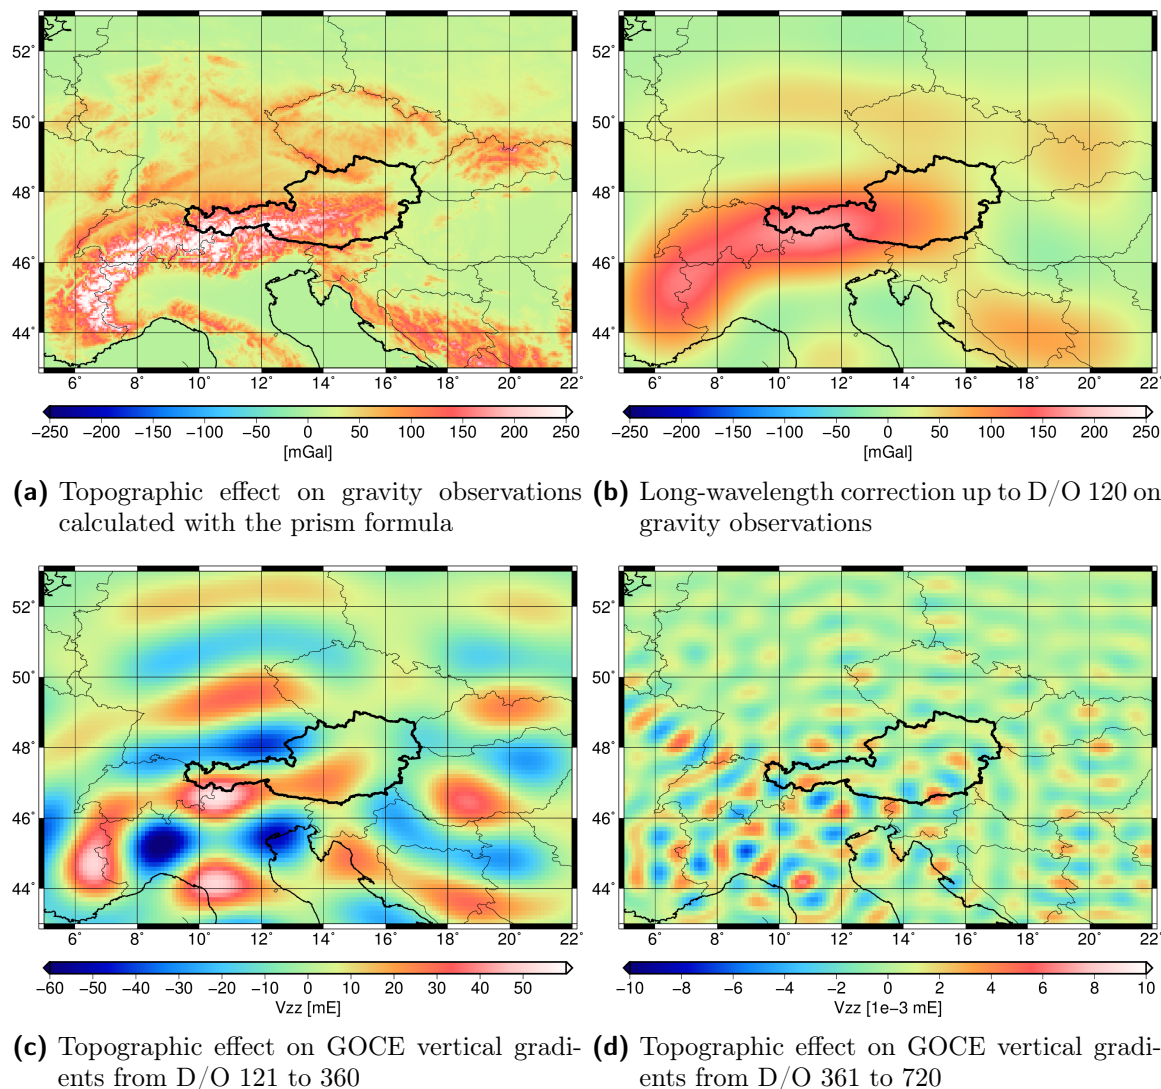 52° 52°
50° 50°
48° 48°
46° 46°
44° 44°
6° 8° 10° 12° 14° 16° 18° 20° 22° 6° 8° 10° 12° 14° 16° 18° 20° 22°
−250 −200 −150 −100 −50 0 50 100 150 200 250 −250 −200 −150 −100 −50 0 50 100 150 200 250
[mGal] [mGal]
(a) Topographic effect on gravity observations
calculated with the prism formula
(b) Long-wavelength correction up to D/O 120 on
gravity observations
52° 52°
50° 50°
48° 48°
46° 46°
44° 44°
6° 8° 10° 12° 14° 16° 18° 20° 22° 6° 8° 10° 12° 14° 16° 18° 20° 22°
−60 −50 −40 −30 −20 −10 0 10 20 30 40 50 −10 −8 −6 −4 −2 0 2 4 6 8 10
Vzz [mE] Vzz [1e−3 mE]
(c) Topographic effect on GOCE vertical gradi-
ents from D/O 121 to 360
(d) Topographic effect on GOCE vertical gradi-
ents from D/O 361 to 720